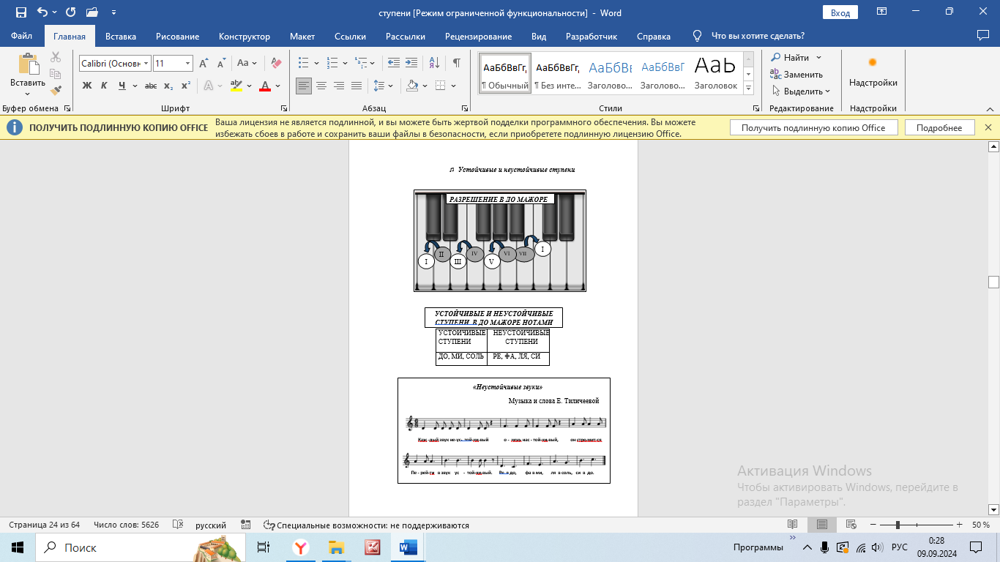 ступени [Режим ограниченной функциональности] - Word
Вход
Файл Главная Вставка Рисование Конструктор Макет Ссылки Рассылки Рецензирование Вид Разработчик Справка Что вы хотите сделать?
Вставить
Calibri (Основн 11
Aa
Ж К Ч abc x₂ x²
Буфер обмена Шрифт Абзац
АаБбВвГг, АаБбВвГг, АаБбВı АаБбВвГ АаЬ
¶ Обычный ¶ Без инте... Заголово... Заголово... Заголовок
Стили
Найти
Заменить
Выделить
Редактирование
Надстройки
Надстройки
ПОЛУЧИТЬ ПОДЛИННУЮ КОПИЮ OFFICE
Ваша лицензия не является подлинной, и вы можете быть жертвой подделки программного обеспечения. Вы можете
избежать сбоев в работе и сохранить ваши файлы в безопасности, если приобретете подлинную лицензию Office.
Получить подлинную копию Office
Подробнее
♫ Устойчивые и неустойчивые ступени
РАЗРЕШЕНИЕ В ДО МАЖОРЕ
I II III IV V VI VII I
УСТОЙЧИВЫЕ И НЕУСТОЙЧИВЫЕ
СТУПЕНИ В ДО МАЖОРЕ НОТАМИ
УСТОЙЧИВЫЕ НЕУСТОЙЧИВЫЕ
СТУПЕНИ СТУПЕНИ
ДО, МИ, СОЛЬ РЕ, ФА, ЛЯ, СИ
«Неустойчивые звуки»
Музыка и слова Е. Тиличеевой
Каж -дый звук не-ус- той-чи-вый о - чень нас - той-чи-вый, он стре-мит-ся
Пе - рей-ти в звук ус - той-чи-вый. Ре в до, фа в ми, ля в соль, си в до.
Активация Windows
Чтобы активировать Windows, перейдите в
раздел "Параметры".
Страница 24 из 64 Число слов: 5626 русский Специальные возможности: не поддерживаются 50 %
Поиск
Программы
РУС
0:28
09.09.2024